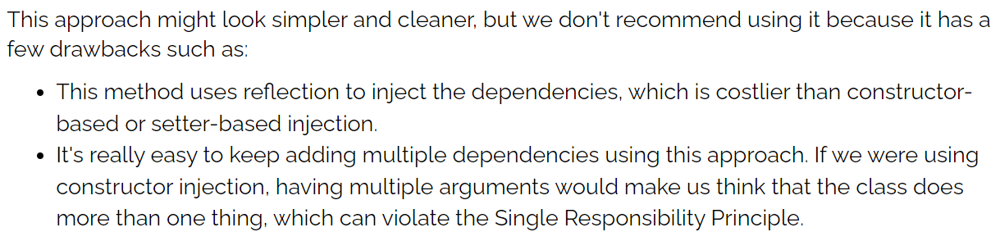 This approach might look simpler and cleaner, but we don't recommend using it because it has a
few drawbacks such as:
• This method uses reflection to inject the dependencies, which is costlier than constructor-
based or setter-based injection.
• It's really easy to keep adding multiple dependencies using this approach. If we were using
constructor injection, having multiple arguments would make us think that the class does
more than one thing, which can violate the Single Responsibility Principle.